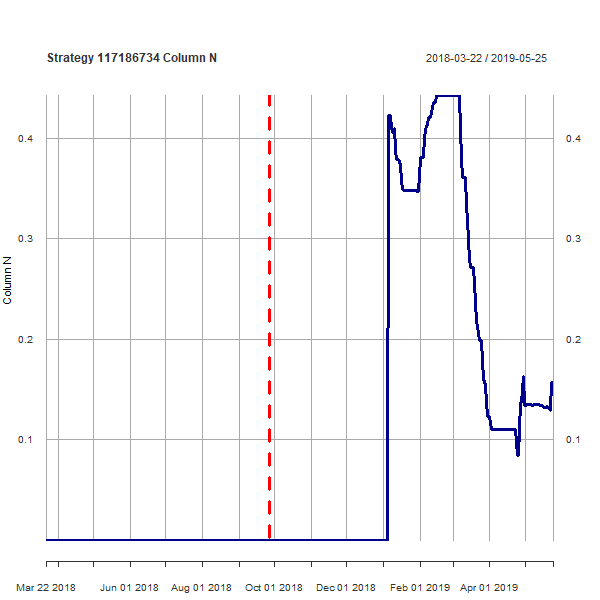 Strategy 117186734 Column N
2018-03-22 / 2019-05-25
0.4
0.4
0.3
0.3
Column N
0.2
0.2
0.1
0.1
Mar 22 2018
Jun 01 2018
Aug 01 2018
Oct 01 2018
Dec 01 2018
Feb 01 2019
Apr 01 2019